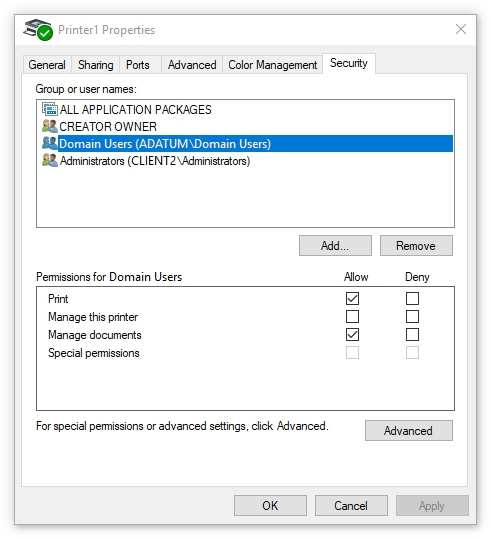 Printer1 Properties
General Sharing Ports Advanced Color Management Security
Group or user names:
ALL APPLICATION PACKAGES
CREATOR OWNER
Domain Users (ADATUM\Domain Users)
Administrators (CLIENT2\Administrators)
Add... Remove
Permissions for Domain Users Allow Deny
Print
Manage this printer
Manage documents
Special permissions
For special permissions or advanced settings, click Advanced. Advanced
OK Cancel Apply